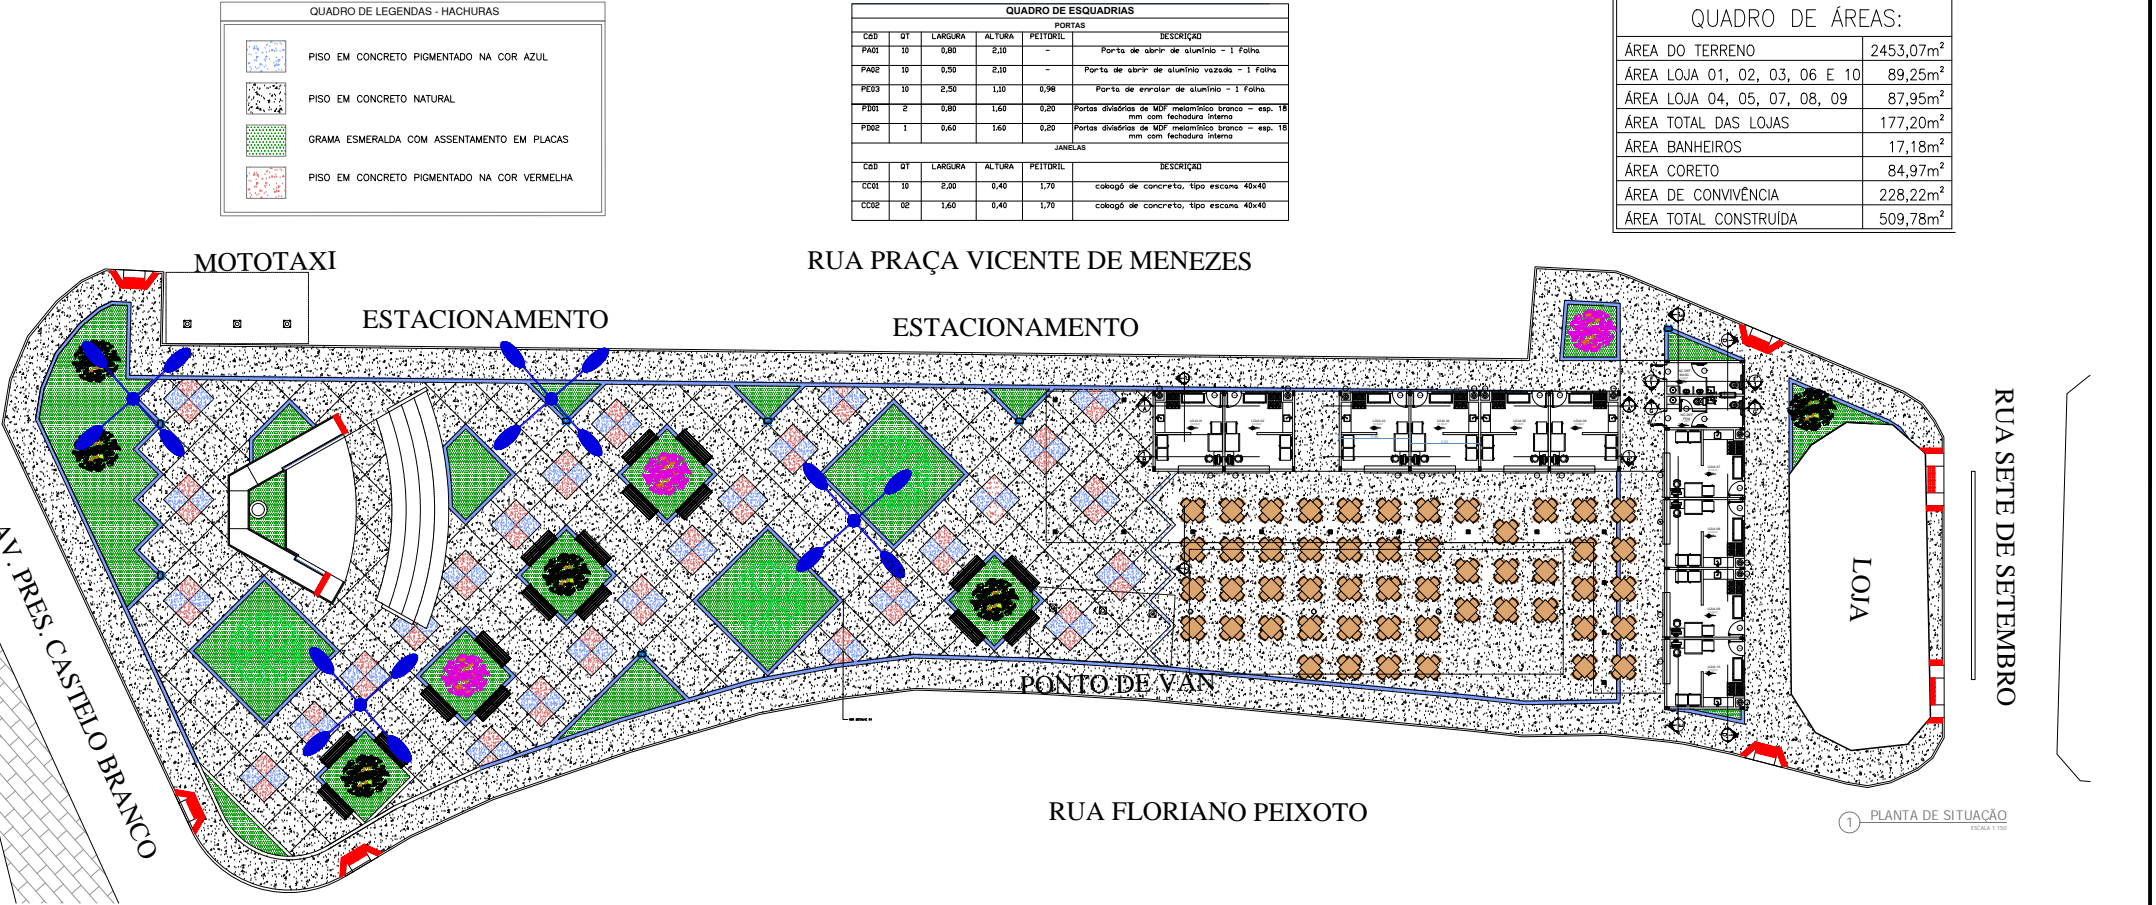 QUADRO DE LEGENDAS - HACHURAS
PISO EM CONCRETO PIGMENTADO NA COR AZUL
PISO EM CONCRETO NATURAL
GRAMA ESMERALDA COM ASSENTAMENTO EM PLACAS
PISO EM CONCRETO PIGMENTADO NA COR VERMELHA
QUADRO DE ESQUADRIAS
PORTAS
CÓD QT LARGURA ALTURA PEITORIL DESCRIÇÃO
PA01 10 0,80 2,10 - Porta de abrir de alumínio - 1 folha
PA02 10 0,50 2,10 - Porta de abrir de alumínio vazada - 1 folha
PE03 10 2,50 1,10 0,98 Porta de enrolar de alumínio - 1 folha
PD01 2 0,80 1,60 0,20 Portas divisórias de MDF melamínico branco - esp. 18
mm com fechadura interna
PD02 1 0,60 1.60 0,20 Portas divisórias de MDF melamínico branco - esp. 18
mm com fechadura interna
JANELAS
CÓD QT LARGURA ALTURA PEITORIL DESCRIÇÃO
CC01 10 2,00 0,40 1,70 cobogó de concreto, tipo escama 40x40
CC02 02 1,60 0,40 1,70 cobogó de concreto, tipo escama 40x40
QUADRO DE ÁREAS:
ÁREA DO TERRENO 2453,07m²
ÁREA LOJA 01, 02, 03, 06 E 10 89,25m²
ÁREA LOJA 04, 05, 07, 08, 09 87,95m²
ÁREA TOTAL DAS LOJAS 177,20m²
ÁREA BANHEIROS 17,18m²
ÁREA CORETO 84,97m²
ÁREA DE CONVIVÊNCIA 228,22m²
ÁREA TOTAL CONSTRUÍDA 509,78m²
MOTOTAXI
RUA PRAÇA VICENTE DE MENEZES
ESTACIONAMENTO
ESTACIONAMENTO
RUA SETE DE SETEMBRO
LOJA
AV. PRES. CASTELO BRANCO
PONTO DE VAN
RUA FLORIANO PEIXOTO
1 PLANTA DE SITUAÇÃO
ESCALA 1:150